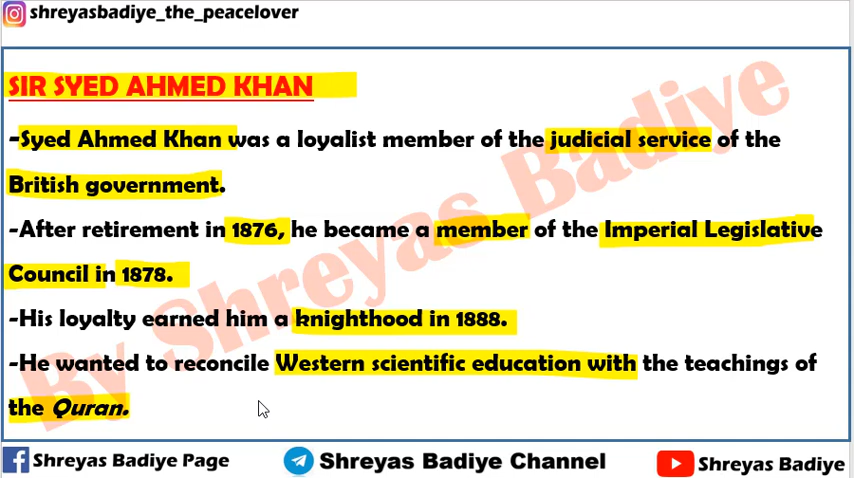 shreyasbadiye_the_peacelover
SIR SYED AHMED KHAN
-Syed Ahmed Khan was a loyalist member of the judicial service of the
British government.
-After retirement in 1876, he became a member of the Imperial Legislative
Council in 1878.
-His loyalty earned him a knighthood in 1888.
-He wanted to reconcile Western scientific education with the teachings of
the Quran.
By Shreyas Badiye
Shreyas Badiye Page
Shreyas Badiye Channel
Shreyas Badiye